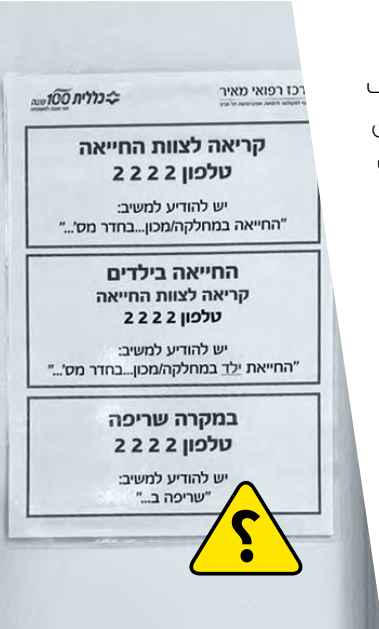 רכז רפואי מאיר
כללית 100 שנה
קריאה לצוות החייאה
טלפון 2222
יש להודיע למשיב:
"החייאה במחלקה/מכון...בחדר מס'..."
החייאה בילדים
קריאה לצוות החייאה
טלפון 2222
יש להודיע למשיב:
"החייאת ילד במחלקה/מכון...בחדר מס'..."
במקרה שריפה
טלפון 2222
יש להודיע למשיב:
"שריפה ב..."
?